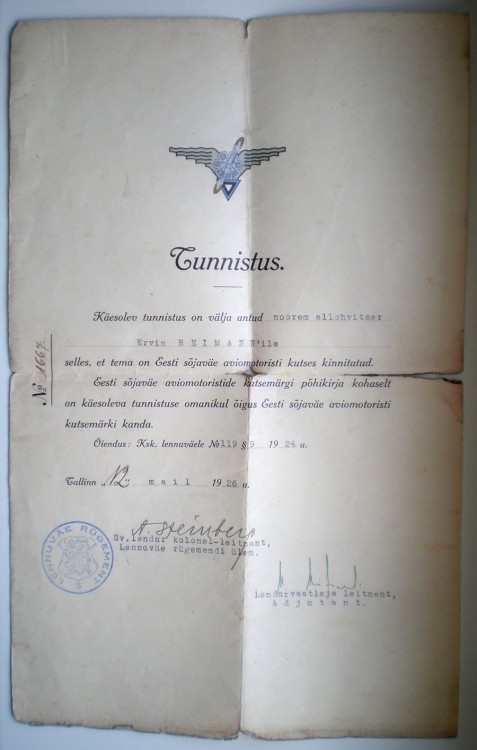 Tunnistus.
№ 1667.
Käesolev tunnistus on välja antud noorem allohvitser
Ervin REIMANN'ile
selles, et tema on Eesti sõjaväe aviomotoristi kutses kinnitatud.
Eesti sõjaväe aviomotoristide kutsemärgi põhikirja kohaselt
on käesoleva tunnistuse omanikul õigus Eesti sõjaväe aviomotoristi
kutsemärki kanda.
Õiendus: Ksk. lennuväele №119 § 9 1924 a.
Tallinn „12" mail 1926 a.
A. Steinberg
Sv. lendur kolonel-leitnant,
Lennuväe rügemendi ülem.
LENNUVÄE RÜGEMENT
Lendurvaatleja leitnant,
Adjutant.